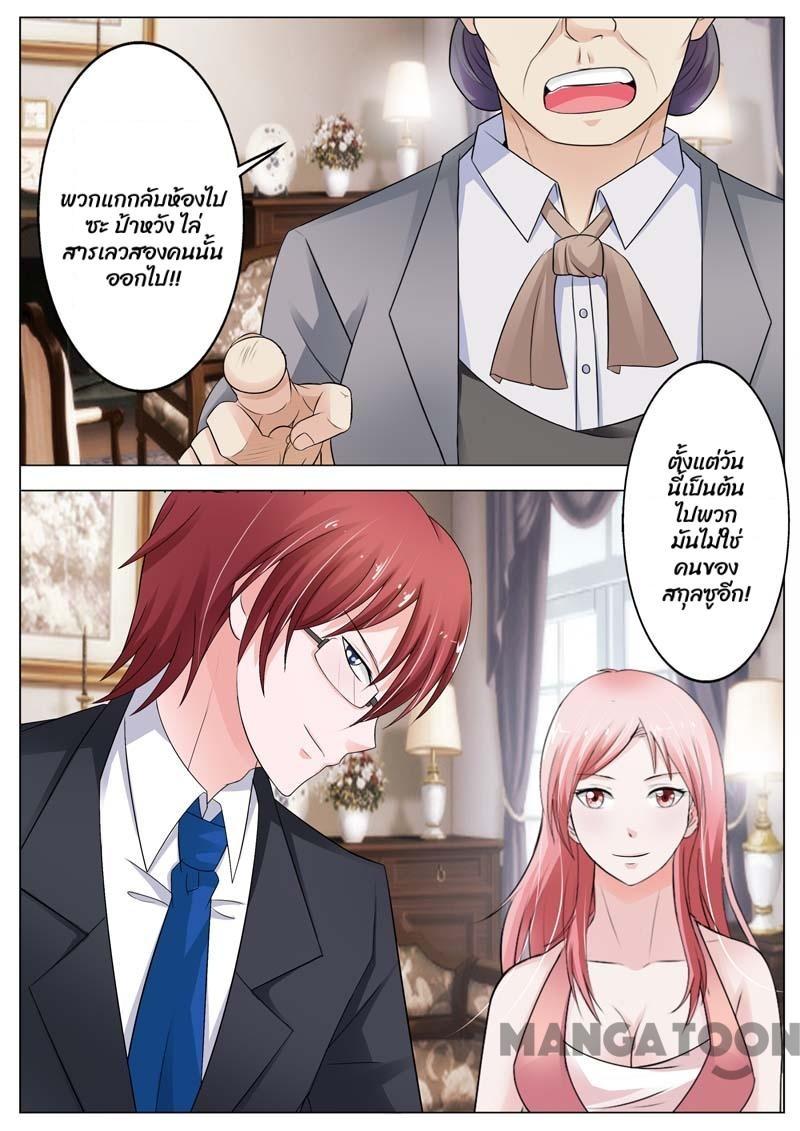 พวกแกกลับห้องไป
ซะ ป้าหวัง ไล่
สารเลวสองคนนั้น
ออกไป!!
ตั้งแต่วัน
นี้เป็นต้น
ไปพวก
มันไม่ใช่
คนของ
สกุลซูอีก!
MANGATOON